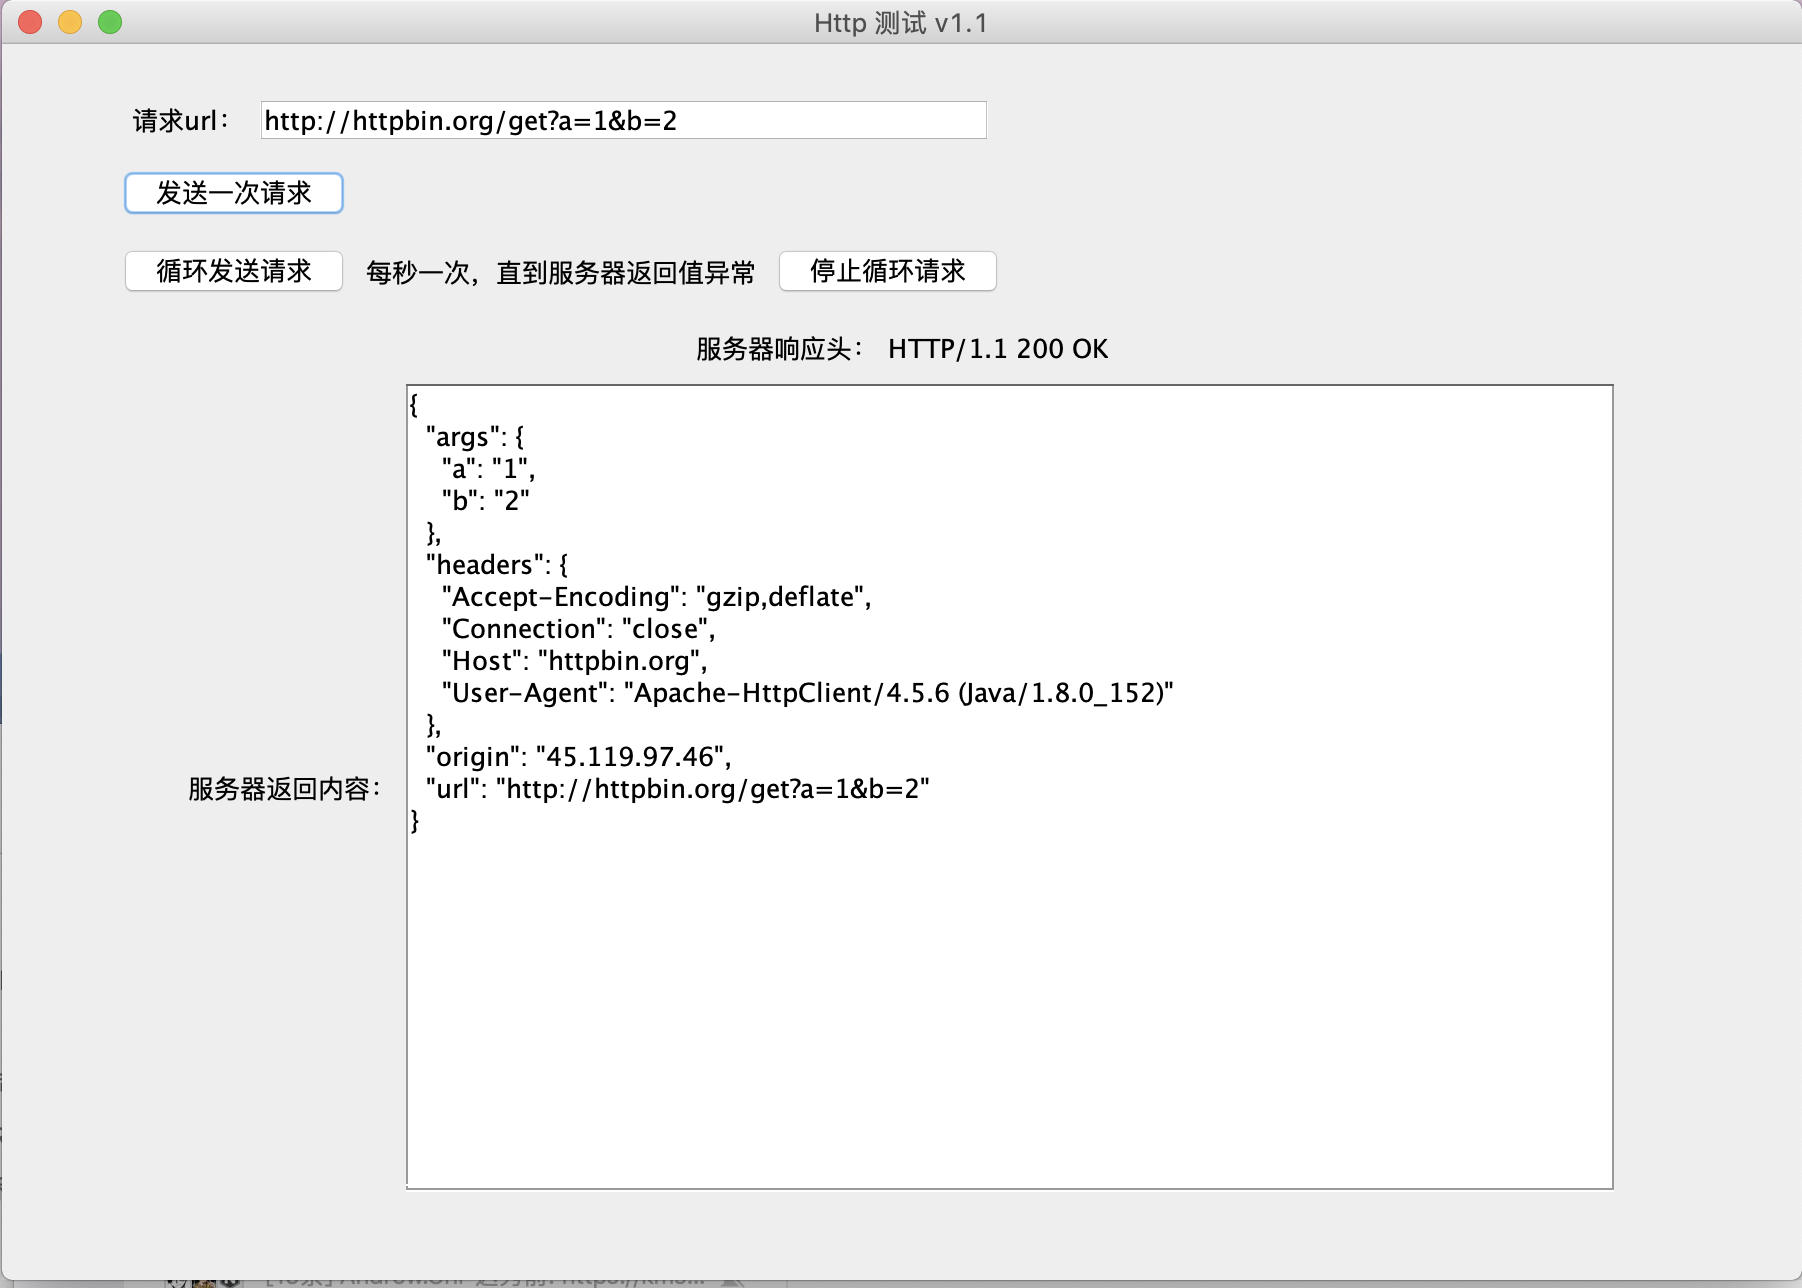 Http 测试 v1.1
请求url： http://httpbin.org/get?a=1&b=2
发送一次请求
循环发送请求 每秒一次，直到服务器返回值异常 停止循环请求
服务器响应头： HTTP/1.1 200 OK
{
"args": {
"a": "1",
"b": "2"
},
"headers": {
"Accept-Encoding": "gzip,deflate",
"Connection": "close",
"Host": "httpbin.org",
"User-Agent": "Apache-HttpClient/4.5.6 (Java/1.8.0_152)"
},
"origin": "45.119.97.46",
服务器返回内容： "url": "http://httpbin.org/get?a=1&b=2"
}